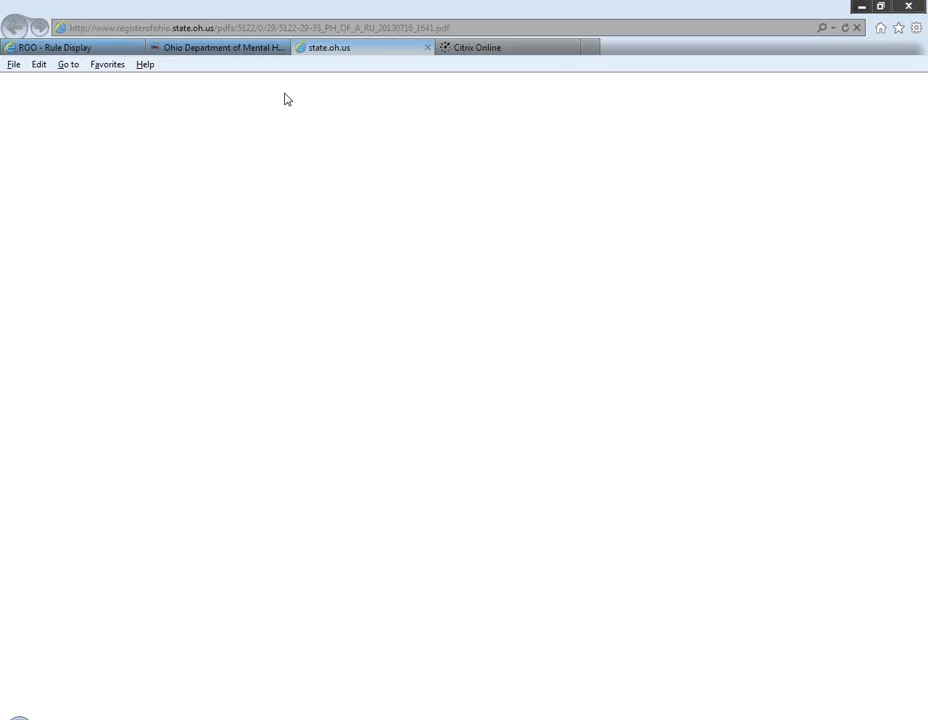 http://www.registerofohio.state.oh.us/pdfs/5122/0/29/5122-29-33_PH_OF_A_RU_20130716_1641.pdf
ROO - Rule Display
Ohio Department of Mental H...
state.oh.us
Citrix Online
File Edit Go to Favorites Help